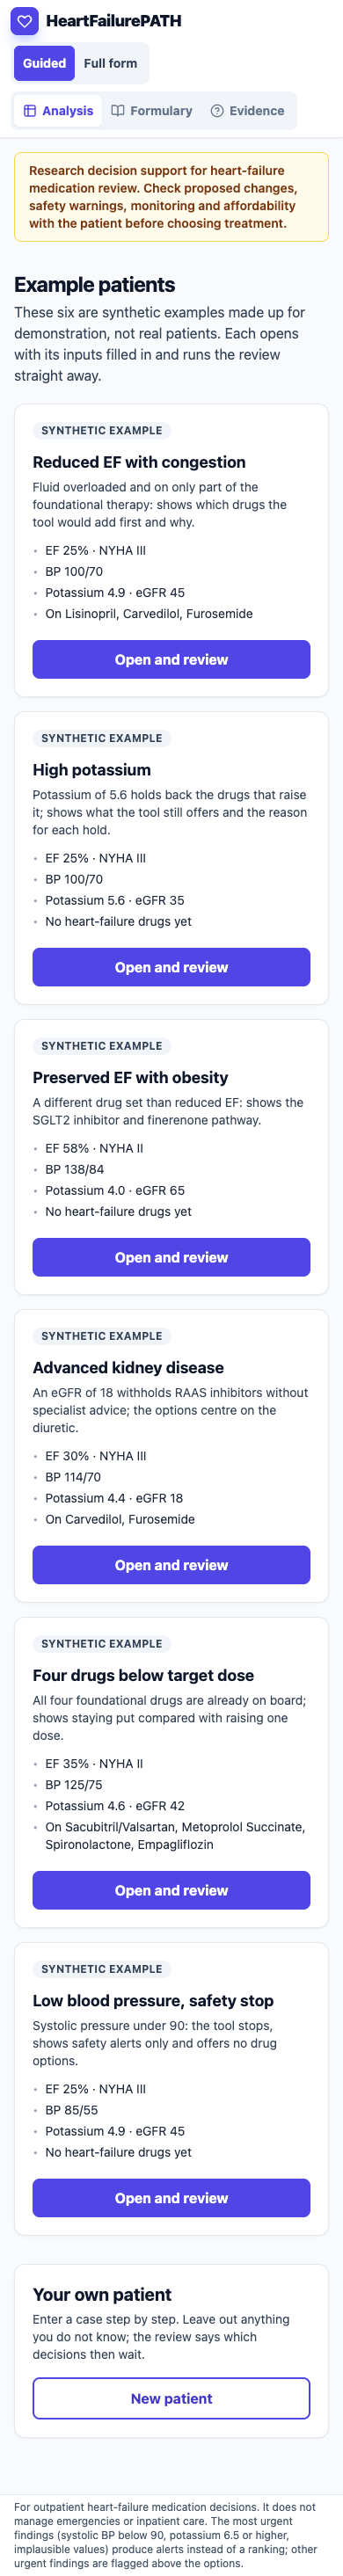 HeartFailurePATH
Guided Full form
Analysis Formulary Evidence
Research decision support for heart-failure
medication review. Check proposed changes,
safety warnings, monitoring and affordability
with the patient before choosing treatment.
Example patients
These six are synthetic examples made up for
demonstration, not real patients. Each opens
with its inputs filled in and runs the review
straight away.
SYNTHETIC EXAMPLE
Reduced EF with congestion
Fluid overloaded and on only part of the
foundational therapy: shows which drugs the
tool would add first and why.
• EF 25% · NYHA III
• BP 100/70
• Potassium 4.9 · eGFR 45
• On Lisinopril, Carvedilol, Furosemide
Open and review
SYNTHETIC EXAMPLE
High potassium
Potassium of 5.6 holds back the drugs that raise
it; shows what the tool still offers and the reason
for each hold.
• EF 25% · NYHA III
• BP 100/70
• Potassium 5.6 · eGFR 35
• No heart-failure drugs yet
Open and review
SYNTHETIC EXAMPLE
Preserved EF with obesity
A different drug set than reduced EF: shows the
SGLT2 inhibitor and finerenone pathway.
• EF 58% · NYHA II
• BP 138/84
• Potassium 4.0 · eGFR 65
• No heart-failure drugs yet
Open and review
SYNTHETIC EXAMPLE
Advanced kidney disease
An eGFR of 18 withholds RAAS inhibitors without
specialist advice; the options centre on the
diuretic.
• EF 30% · NYHA III
• BP 114/70
• Potassium 4.4 · eGFR 18
• On Carvedilol, Furosemide
Open and review
SYNTHETIC EXAMPLE
Four drugs below target dose
All four foundational drugs are already on board;
shows staying put compared with raising one
dose.
• EF 35% · NYHA II
• BP 125/75
• Potassium 4.6 · eGFR 42
• On Sacubitril/Valsartan, Metoprolol Succinate,
Spironolactone, Empagliflozin
Open and review
SYNTHETIC EXAMPLE
Low blood pressure, safety stop
Systolic pressure under 90: the tool stops,
shows safety alerts only and offers no drug
options.
• EF 25% · NYHA III
• BP 85/55
• Potassium 4.9 · eGFR 45
• No heart-failure drugs yet
Open and review
Your own patient
Enter a case step by step. Leave out anything
you do not know; the review says which
decisions then wait.
New patient
For outpatient heart-failure medication decisions. It does not
manage emergencies or inpatient care. The most urgent
findings (systolic BP below 90, potassium 6.5 or higher,
implausible values) produce alerts instead of a ranking; other
urgent findings are flagged above the options.